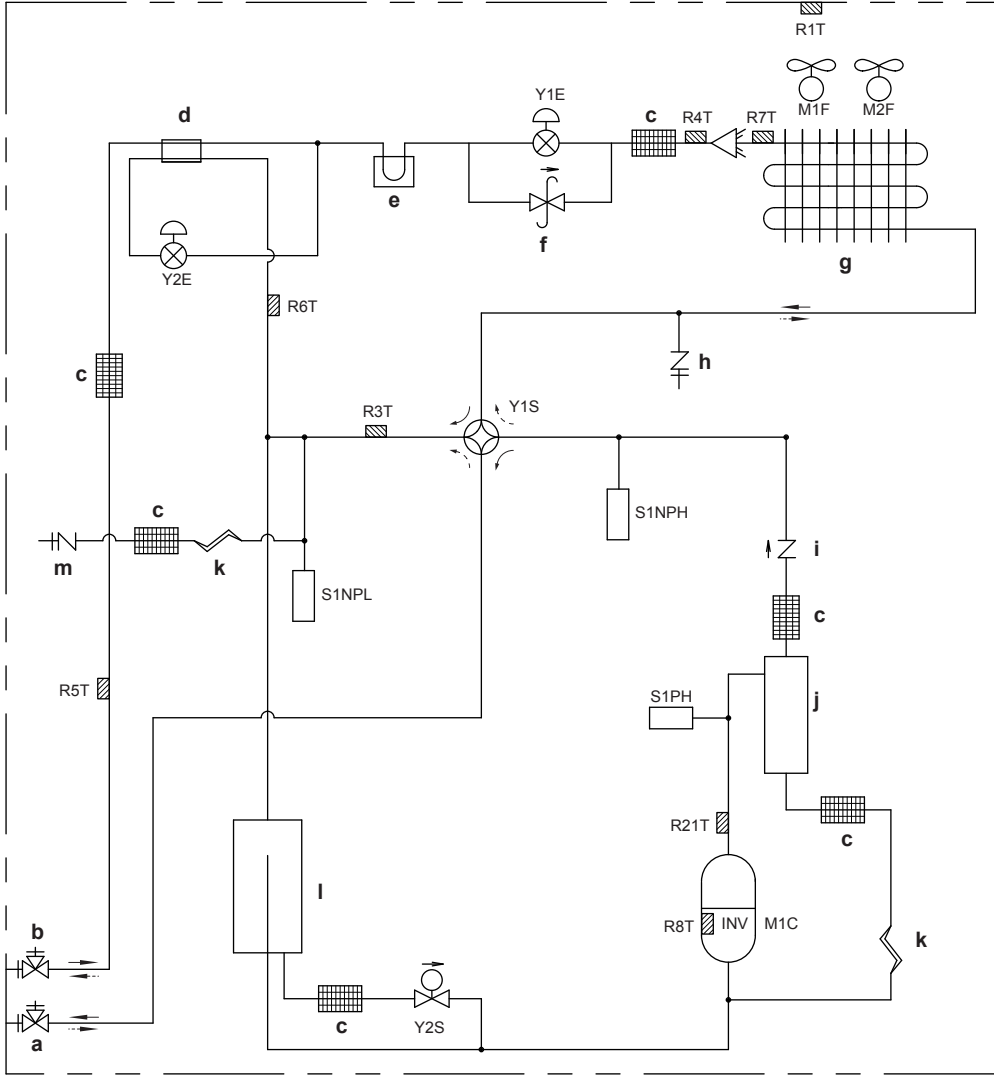 R1T
M1F
M2F
d
Y1E
c
R4T
R7T
e
f
g
Y2E
R6T
h
c
R3T
Y1S
c
S1NPH
m
k
i
S1NPL
c
R5T
S1PH
j
R21T
c
l
R8T
INV
M1C
b
k
a
c
Y2S